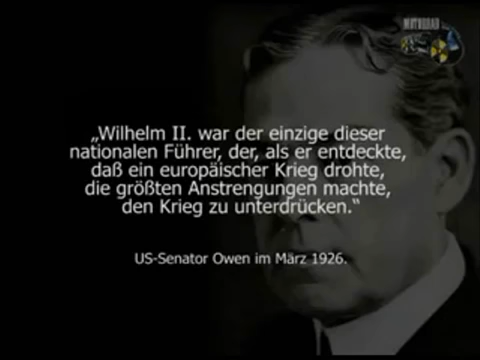 MATRIXAD
„Wilhelm II. war der einzige dieser
nationalen Führer, der, als er entdeckte,
daß ein europäischer Krieg drohte,
die größten Anstrengungen machte,
den Krieg zu unterdrücken.“
US-Senator Owen im März 1926.